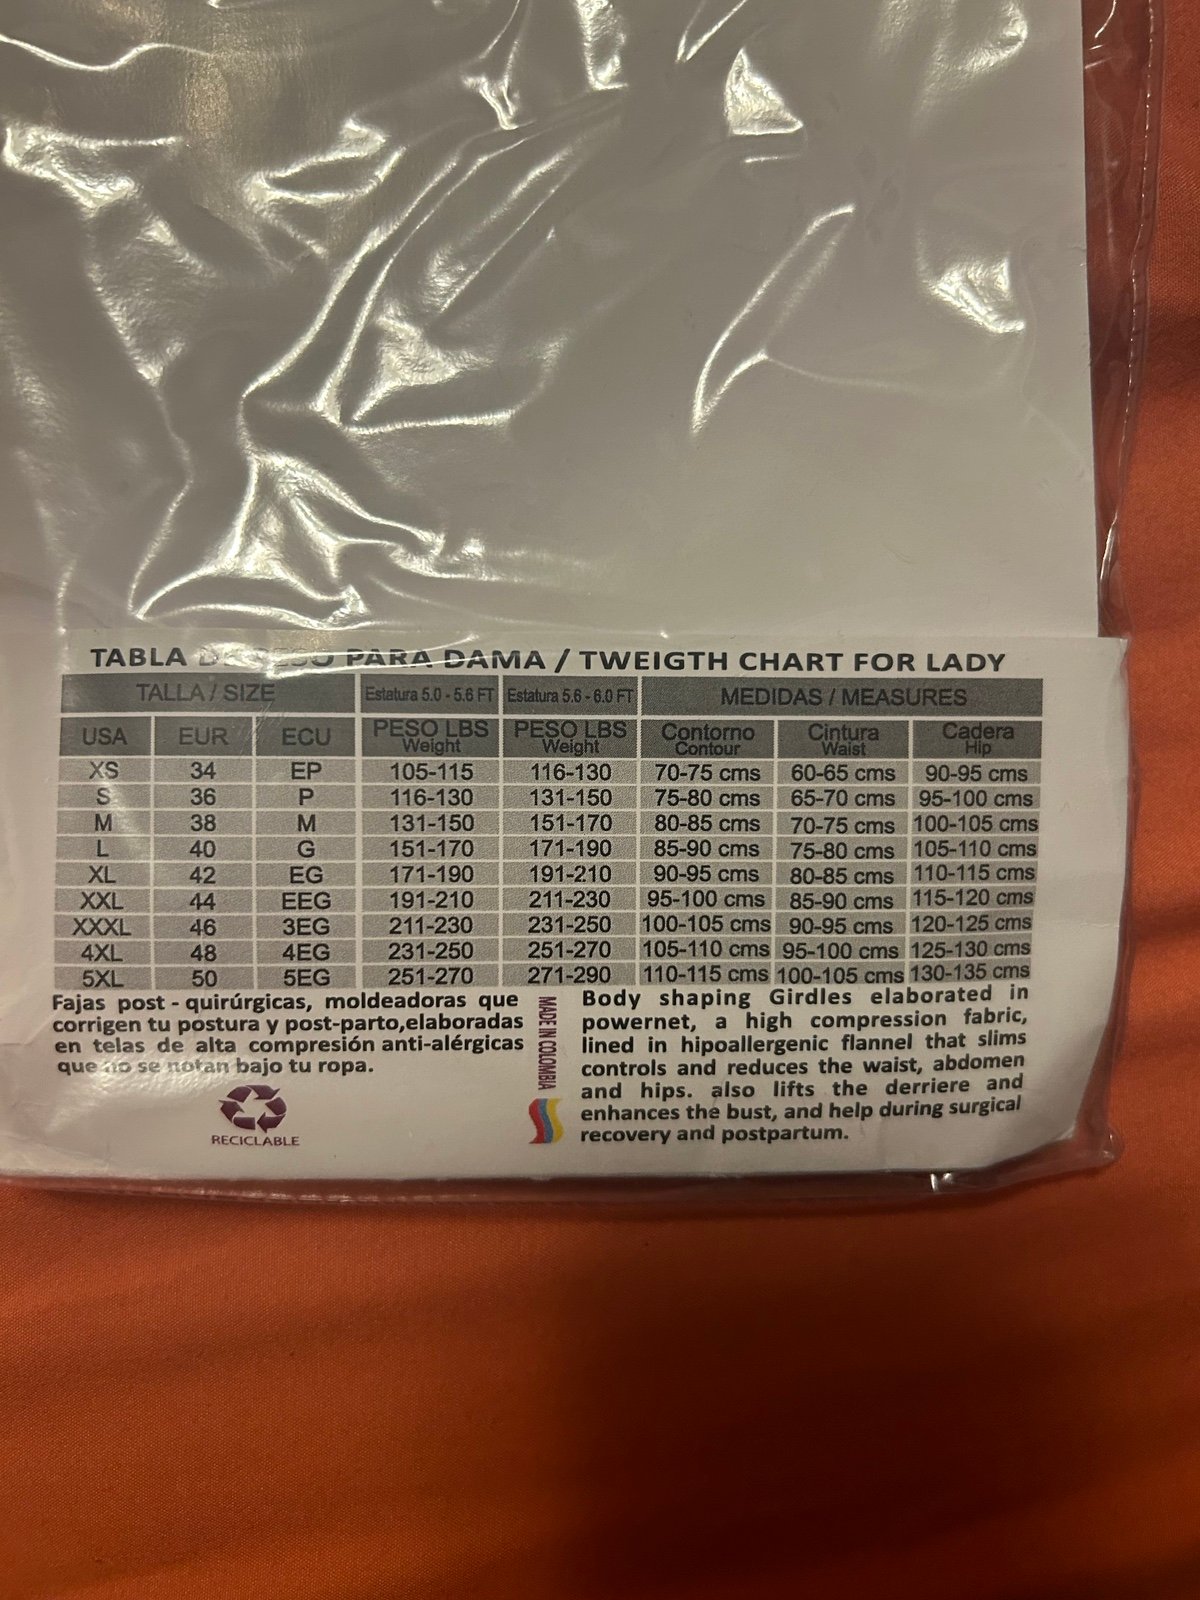 TABLA DE PESO PARA DAMA / TWEIGTH CHART FOR LADY
TALLA / SIZE Estatura 5.0 - 5.6 FT Estatura 5.6 - 6.0 FT MEDIDAS / MEASURES
USA EUR ECU PESO LBS Weight PESO LBS Weight Contorno Contour Cintura Waist Cadera Hip
XS 34 EP 105-115 116-130 70-75 cms 60-65 cms 90-95 cms
S 36 P 116-130 131-150 75-80 cms 65-70 cms 95-100 cms
M 38 M 131-150 151-170 80-85 cms 70-75 cms 100-105 cms
L 40 G 151-170 171-190 85-90 cms 75-80 cms 105-110 cms
XL 42 EG 171-190 191-210 90-95 cms 80-85 cms 110-115 cms
XXL 44 EEG 191-210 211-230 95-100 cms 85-90 cms 115-120 cms
XXXL 46 3EG 211-230 231-250 100-105 cms 90-95 cms 120-125 cms
4XL 48 4EG 231-250 251-270 105-110 cms 95-100 cms 125-130 cms
5XL 50 5EG 251-270 271-290 110-115 cms 100-105 cms 130-135 cms
Fajas post - quirúrgicas, moldeadoras que
corrigen tu postura y post-parto,elaboradas
en telas de alta compresión anti-alérgicas
que no se notan bajo tu ropa.
RECICLABLE
MADE IN COLOMBIA
Body shaping Girdles elaborated in
powernet, a high compression fabric,
lined in hipoallergenic flannel that slims
controls and reduces the waist, abdomen
and hips. also lifts the derriere and
enhances the bust, and help during surgical
recovery and postpartum.